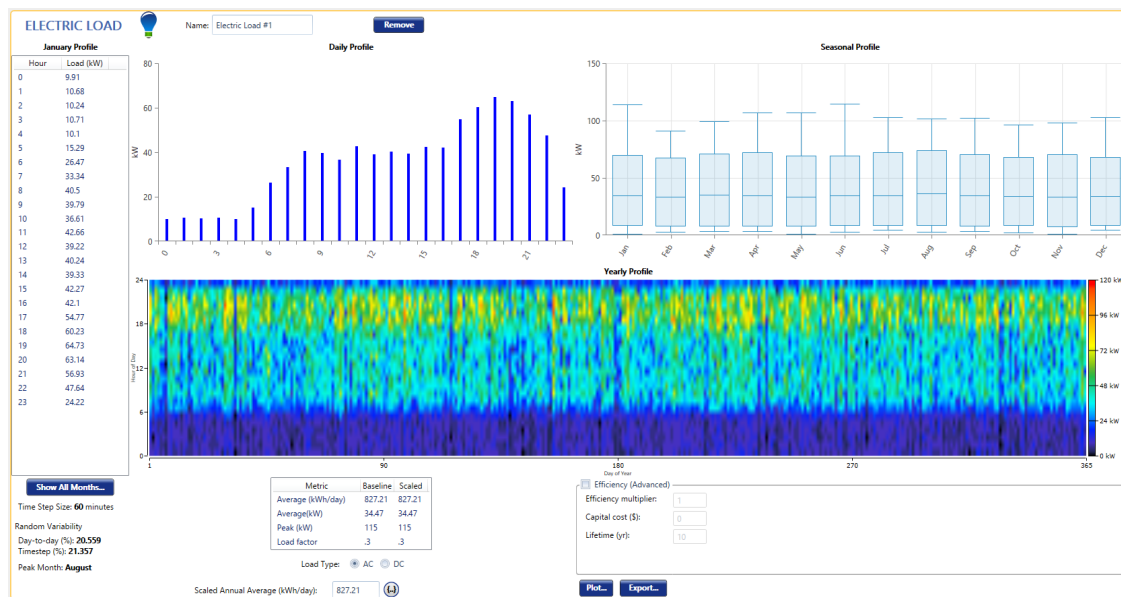 ELECTRIC LOAD
Name: Electric Load #1
Remove
January Profile
Hour Load (kW)
0 9.91
1 10.68
2 10.24
3 10.71
4 10.1
5 15.29
6 26.47
7 33.34
8 40.5
9 39.79
10 36.61
11 42.66
12 39.22
13 40.24
14 39.33
15 42.27
16 42.1
17 54.77
18 60.23
19 64.73
20 63.14
21 56.93
22 47.64
23 24.22
Daily Profile
80
60
40
20
0
kW
0 3 6 9 12 15 18 21
Seasonal Profile
150
100
50
0
kW
Jan Feb Mar Apr May Jun Jul Aug Sep Oct Nov Dec
Yearly Profile
24
18
12
6
0
Hour of Day
1 90 180 270 365
Day of Year
120 kW
96 kW
72 kW
48 kW
24 kW
0 kW
Show All Months...
Time Step Size: 60 minutes
Random Variability
Day-to-day (%): 20.559
Timestep (%): 21.357
Peak Month: August
Metric Baseline Scaled
Average (kWh/day) 827.21 827.21
Average(kW) 34.47 34.47
Peak (kW) 115 115
Load factor .3 .3
Load Type: AC DC
Scaled Annual Average (kWh/day): 827.21 {..}
Efficiency (Advanced)
Efficiency multiplier: 1
Capital cost ($): 0
Lifetime (yr): 10
Plot... Export...